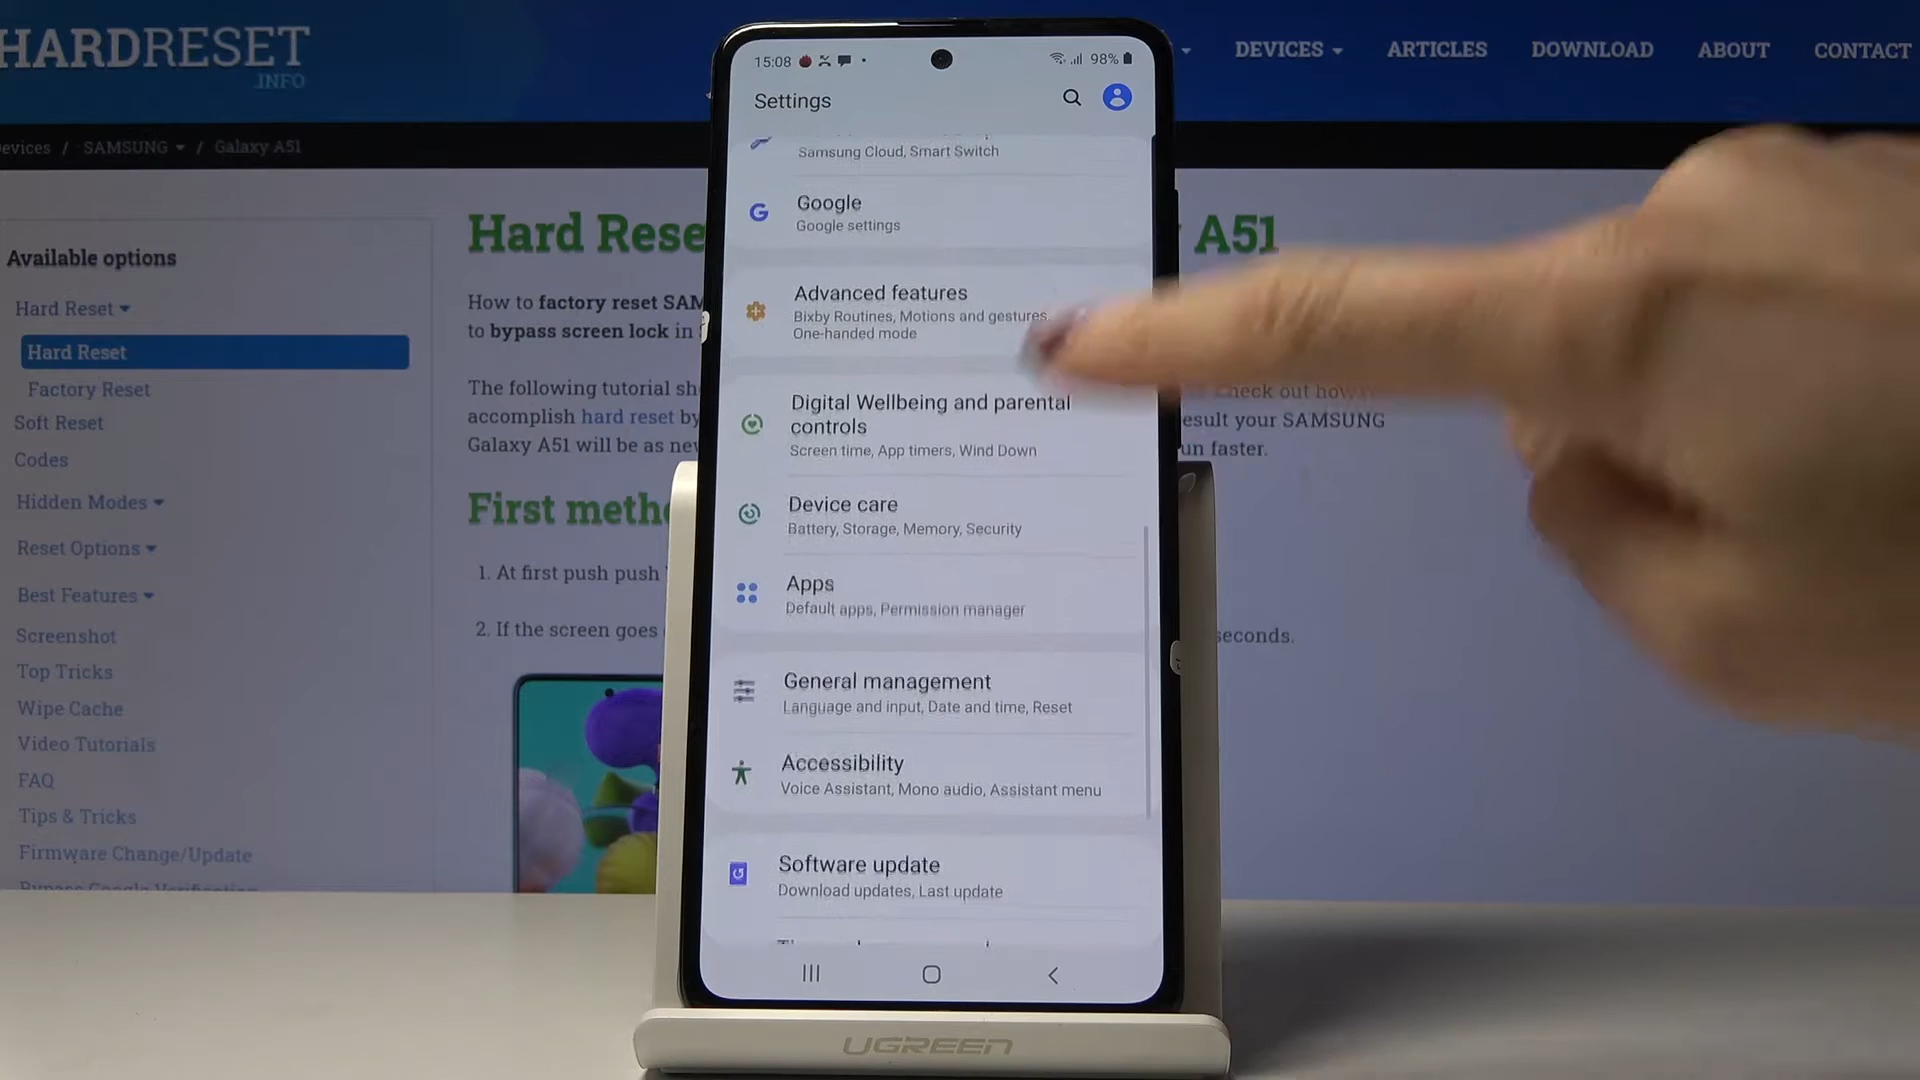 HARDRESET
.INFO
DEVICES
ARTICLES
DOWNLOAD
ABOUT
CONTACT
/ SAMSUNG / Galaxy A51
Available options
Hard Reset
Hard Reset
Factory Reset
Soft Reset
Codes
Hidden Modes
Reset Options
Best Features
Screenshot
Top Tricks
Wipe Cache
Video Tutorials
FAQ
Tips & Tricks
Firmware Change/Update
Bypass Google Verification
Hard Rese
A51
How to factory reset SAM
to bypass screen lock in
The following tutorial sh
check out how
accomplish hard reset by
esult your SAMSUNG
Galaxy A51 will be as new
un faster.
First metho
1. At first push push
2. If the screen goes
seconds.
15:08
98%
Settings
Samsung Cloud, Smart Switch
Google
Google settings
Advanced features
Bixby Routines, Motions and gestures,
One-handed mode
Digital Wellbeing and parental
controls
Screen time, App timers, Wind Down
Device care
Battery, Storage, Memory, Security
Apps
Default apps, Permission manager
General management
Language and input, Date and time, Reset
Accessibility
Voice Assistant, Mono audio, Assistant menu
Software update
Download updates, Last update
UGREEN